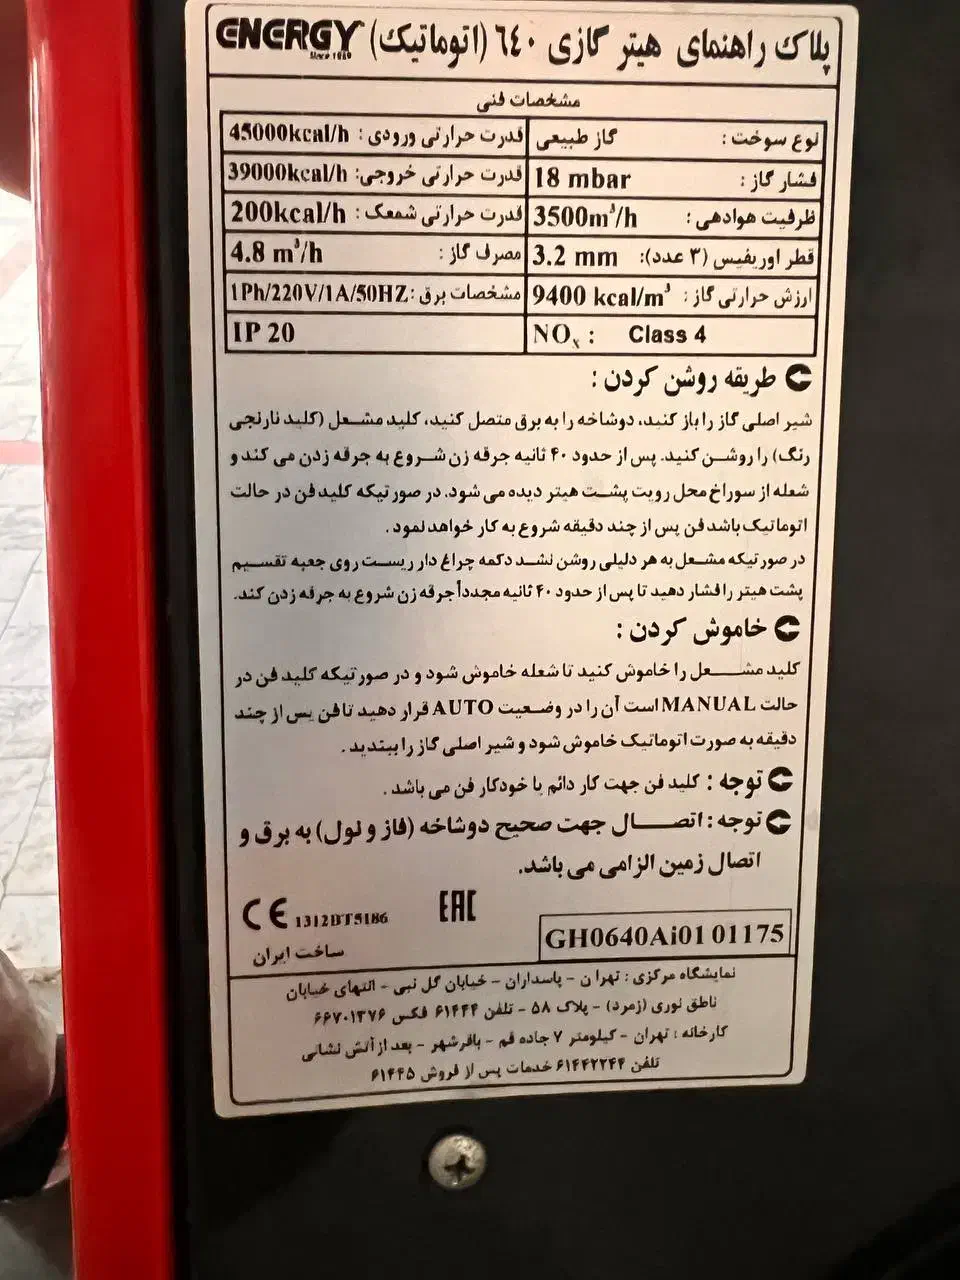 پلاک راهنمای هیتر گازی ٦٤٠ (اتوماتیک) ENERGY
Since 1959
مشخصات فنی
نوع سوخت : گاز طبیعی قدرت حرارتی ورودی : 45000kcal/h
فشار گاز : 18 mbar قدرت حرارتی خروجی: 39000kcal/h
ظرفیت هوادهی : 3500m³/h قدرت حرارتی شمعک : 200kcal/h
قطر اوریفیس (۳ عدد): 3.2 mm مصرف گاز : 4.8 m³/h
ارزش حرارتی گاز : 9400 kcal/m³ مشخصات برق : 1Ph/220V/1A/50HZ
NOx : Class 4 IP 20
طریقه روشن کردن :
شیر اصلی گاز را باز کنید، دوشاخه را به برق متصل کنید، کلید مشعل (کلید نارنجی
رنگ) را روشن کنید. پس از حدود ۴۰ ثانیه جرقه زن شروع به جرقه زدن می کند و
شعله از سوراخ محل رویت پشت هیتر دیده می شود. در صورتیکه کلید فن در حالت
اتوماتیک باشد فن پس از چند دقیقه شروع به کار خواهد نمود .
در صورتیکه مشعل به هر دلیلی روشن نشد دکمه چراغ دار ریست روی جعبه تقسیم
پشت هیتر را فشار دهید تا پس از حدود ۴۰ ثانیه مجدداً جرقه زن شروع به جرقه زدن کند.
خاموش کردن :
کلید مشعل را خاموش کنید تا شعله خاموش شود و در صورتیکه کلید فن در
حالت MANUAL است آن را در وضعیت AUTO قرار دهید تا فن پس از چند
دقیقه به صورت اتوماتیک خاموش شود و شیر اصلی گاز را ببندید .
توجه : کلید فن جهت کار دائم یا خودکار فن می باشد .
توجه : اتصال جهت صحیح دوشاخه (فاز و نول) به برق و
اتصال زمین الزامی می باشد.
CE 1312BT5186 EAC
ساخت ایران
GH0640Ai01 01175
نمایشگاه مرکزی : تهران - پاسداران - خیابان گل نبی - انتهای خیابان
ناطق نوری (زمرد) - پلاک ۵۸ - تلفن ۶۱۴۴۴ فکس ۶۶۷۰۱۳۷۶
کارخانه : تهران - کیلومتر ۷ جاده قم - باقرشهر - بعد از آتش نشانی
تلفن ۶۱۴۴۲۲۴۴ خدمات پس از فروش ۶۱۴۴۵